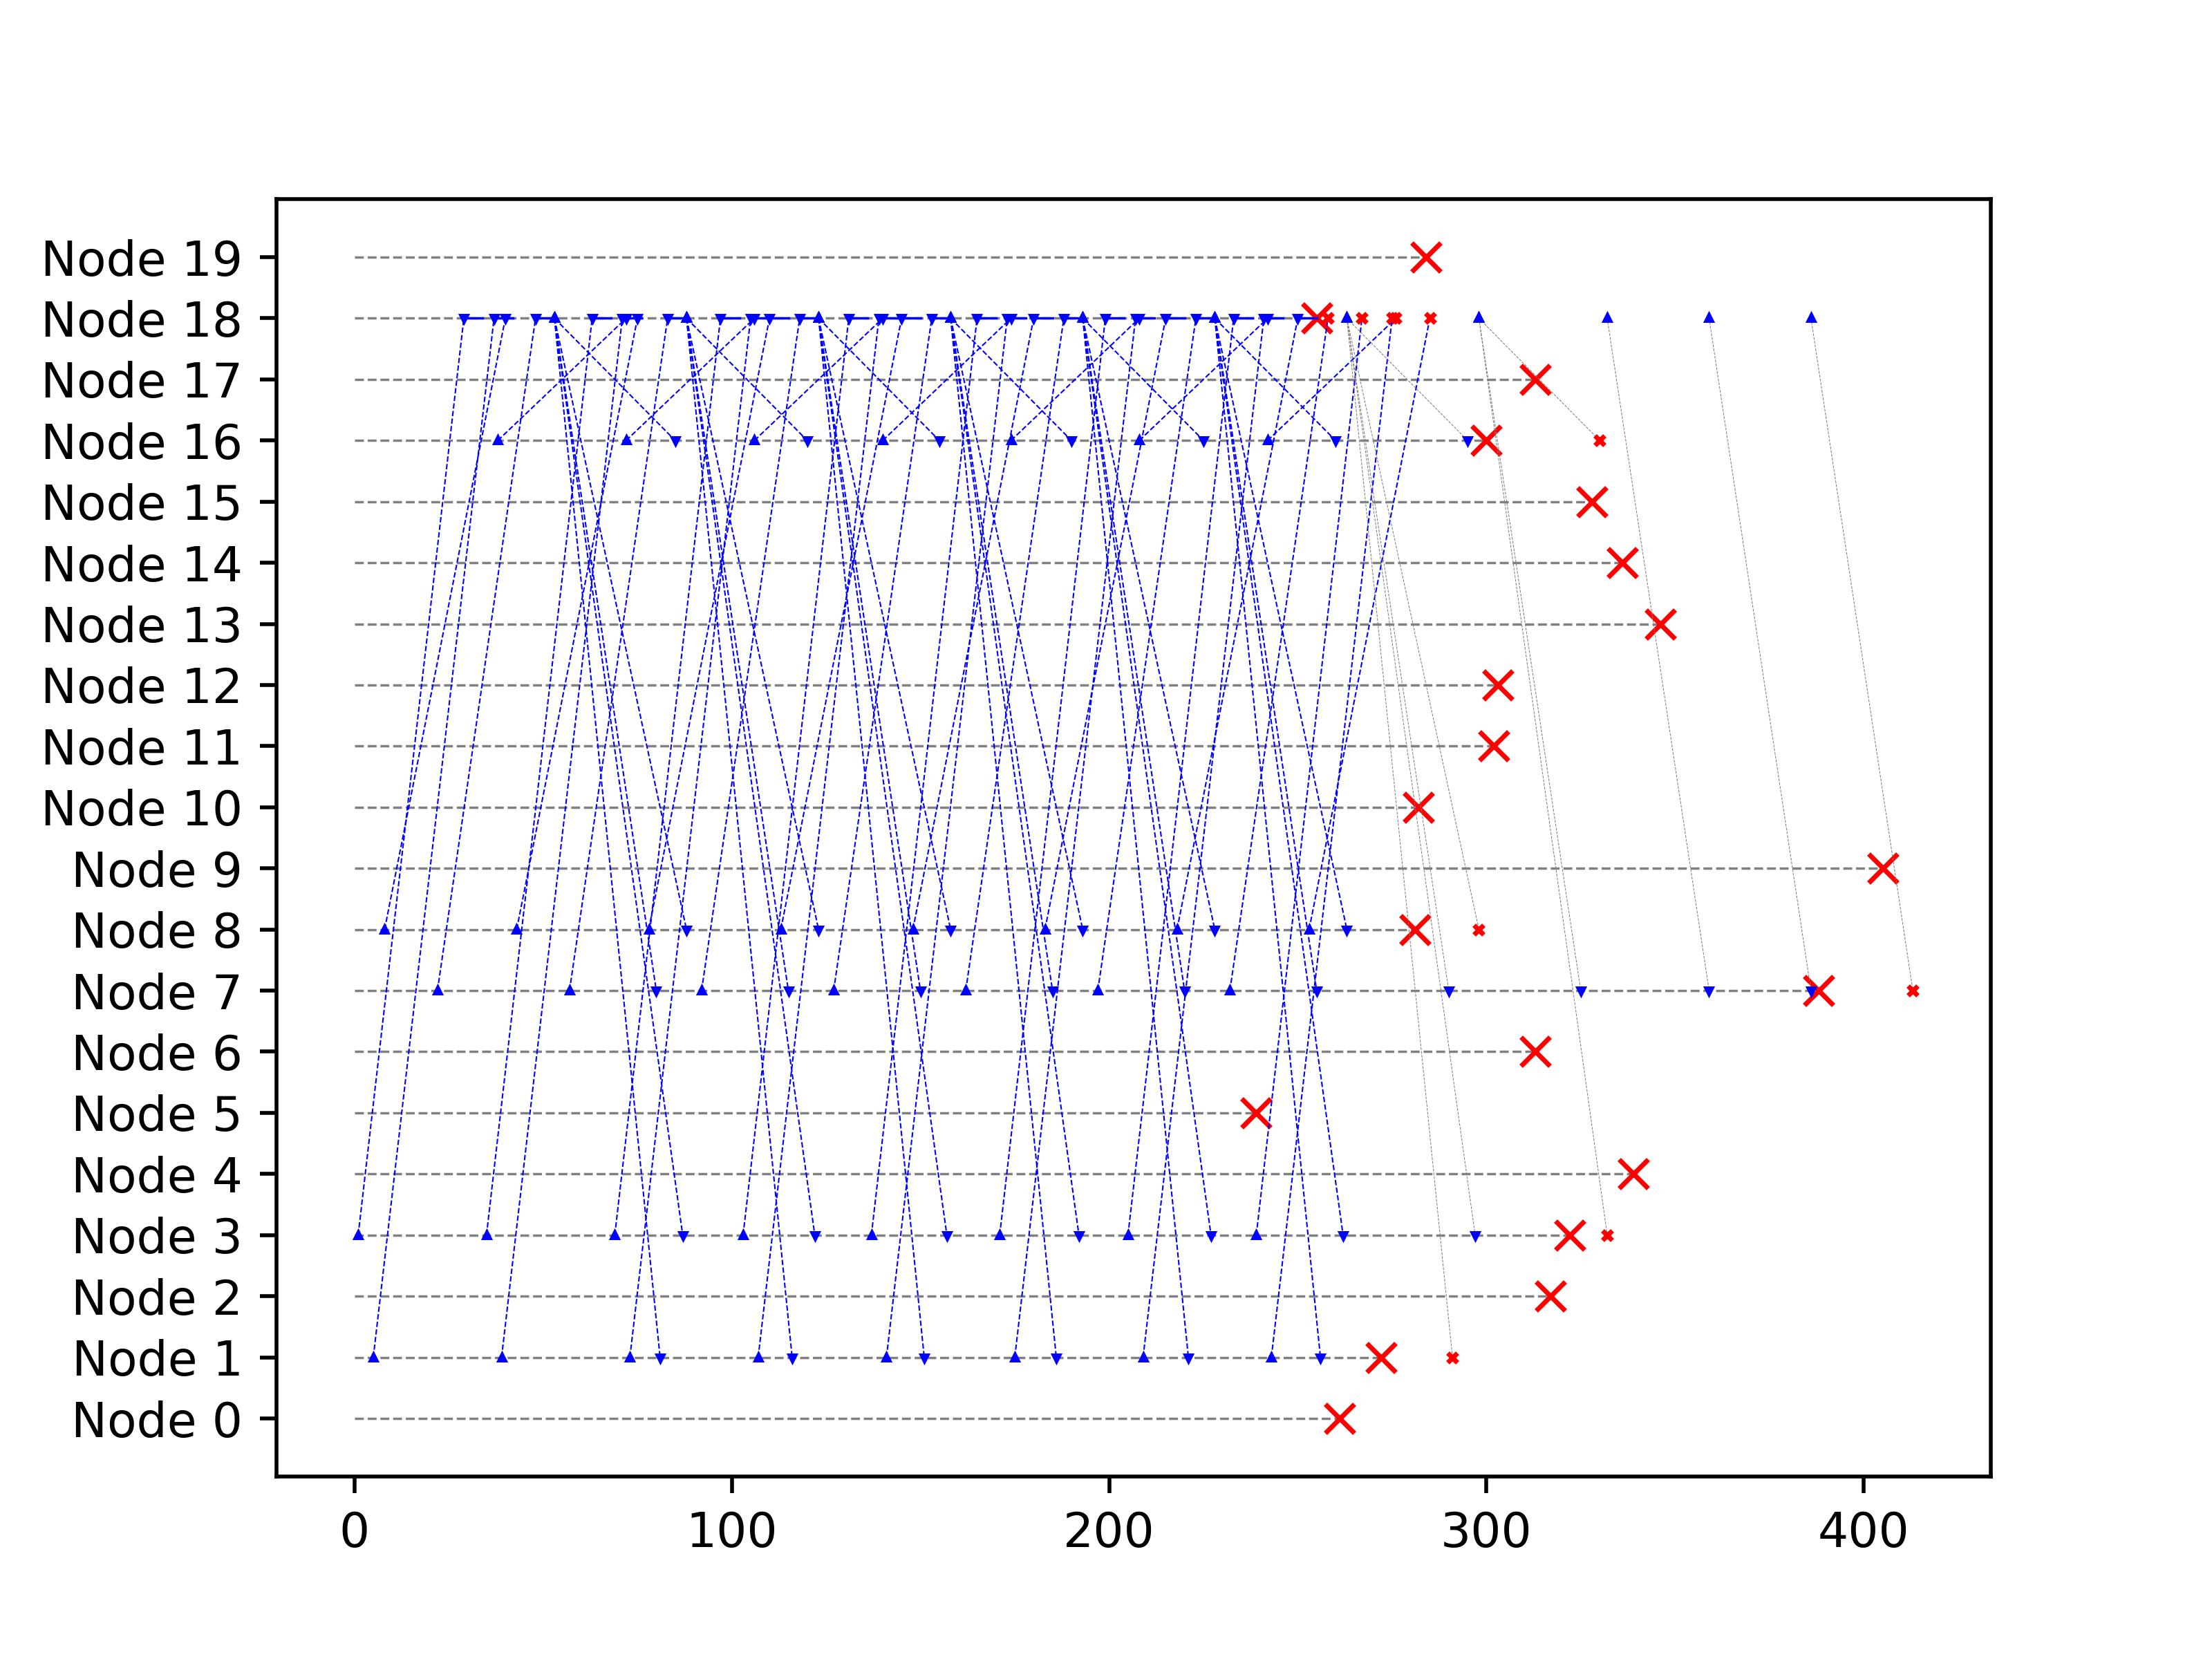 Node 19
Node 18
Node 17
Node 16
Node 15
Node 14
Node 13
Node 12
Node 11
Node 10
Node 9
Node 8
Node 7
Node 6
Node 5
Node 4
Node 3
Node 2
Node 1
Node 0
0 100 200 300 400